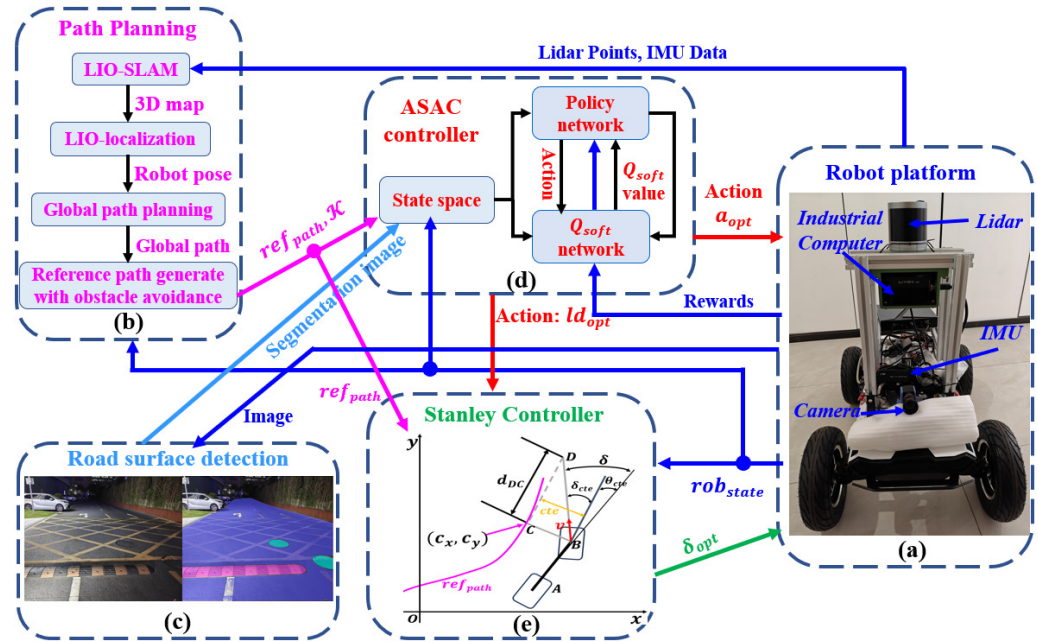 Path Planning
LIO-SLAM
3D map
LIO-localization
Robot pose
Global path planning
Global path
Reference path generate
with obstacle avoidance
(b)
Lidar Points, IMU Data
ASAC
controller
Policy
network
Action
Q_soft
value
State space
Q_soft
network
(d)
ref_path, 𝒦
Segmentation image
ref_path
Action: ld_opt
Action
a_opt
Rewards
Image
Robot platform
Industrial
Computer
Lidar
IMU
Camera
(a)
rob_state
δ_opt
Road surface detection
(c)
Stanley Controller
y
D
δ
d_DC
δ_cte
θ_cte
cte
C
v
B
(c_x, c_y)
ref_path
A
o
x
(e)